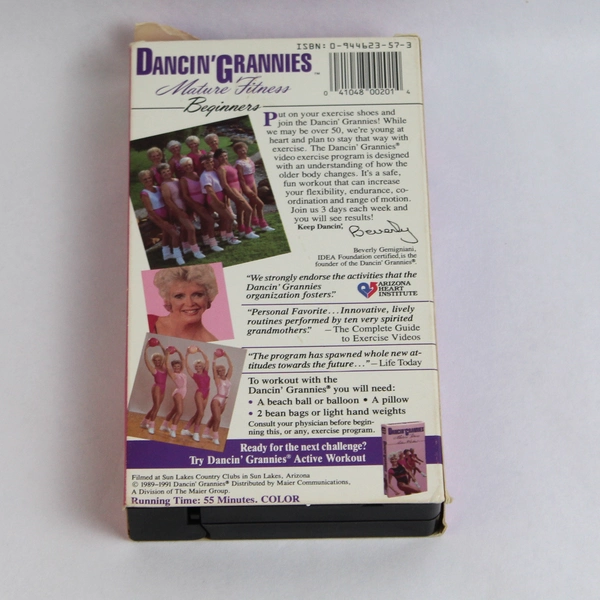 ISBN: 0-944623-57-3
DANCIN' GRANNIES™
Mature Fitness
Beginners
0 41048 00201 4
Put on your exercise shoes and
join the Dancin' Grannies! While
we may be over 50, we're young at
heart and plan to stay that way with
exercise. The Dancin' Grannies®
video exercise program is designed
with an understanding of how the
older body changes. It's a safe,
fun workout that can increase
your flexibility, endurance, co-
ordination and range of motion.
Join us 3 days each week and
you will see results!
Keep Dancin',
Beverly
Beverly Gemigniani,
IDEA Foundation certified, is the
founder of the Dancin' Grannies®.
"We strongly endorse the activities that the
Dancin' Grannies
organization fosters."
ARIZONA
HEART
INSTITUTE
"Personal Favorite...Innovative, lively
routines performed by ten very spirited
grandmothers." —The Complete Guide
to Exercise Videos
"The program has spawned whole new at-
titudes towards the future..."—Life Today
To workout with the
Dancin' Grannies® you will need:
• A beach ball or balloon • A pillow
• 2 bean bags or light hand weights
Consult your physician before begin-
ning this, or any, exercise program.
Ready for the next challenge?
Try Dancin' Grannies® Active Workout
DANCIN' GRANNIES
Filmed at Sun Lakes Country Clubs in Sun Lakes, Arizona
© 1989-1991 Dancin' Grannies® Distributed by Maier Communications,
A Division of The Maier Group.
Running Time: 55 Minutes. COLOR